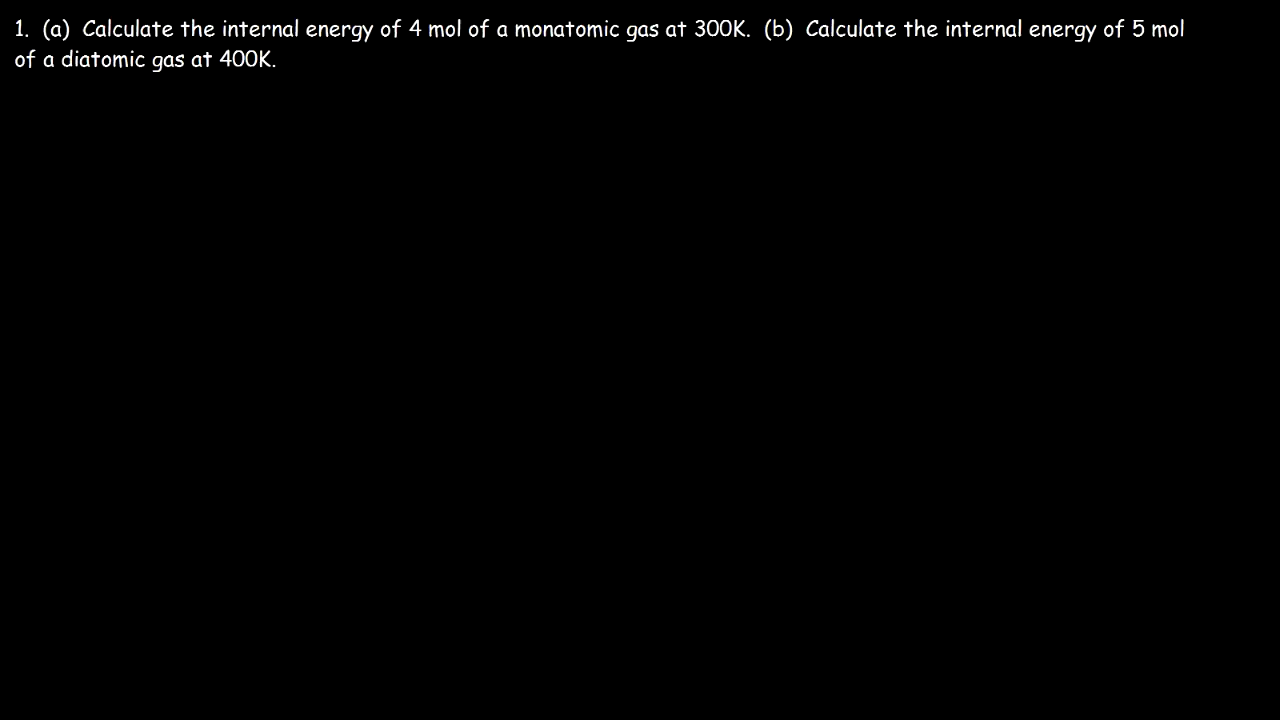 1. (a) Calculate the internal energy of 4 mol of a monatomic gas at 300K. (b) Calculate the internal energy of 5 mol
of a diatomic gas at 400K.